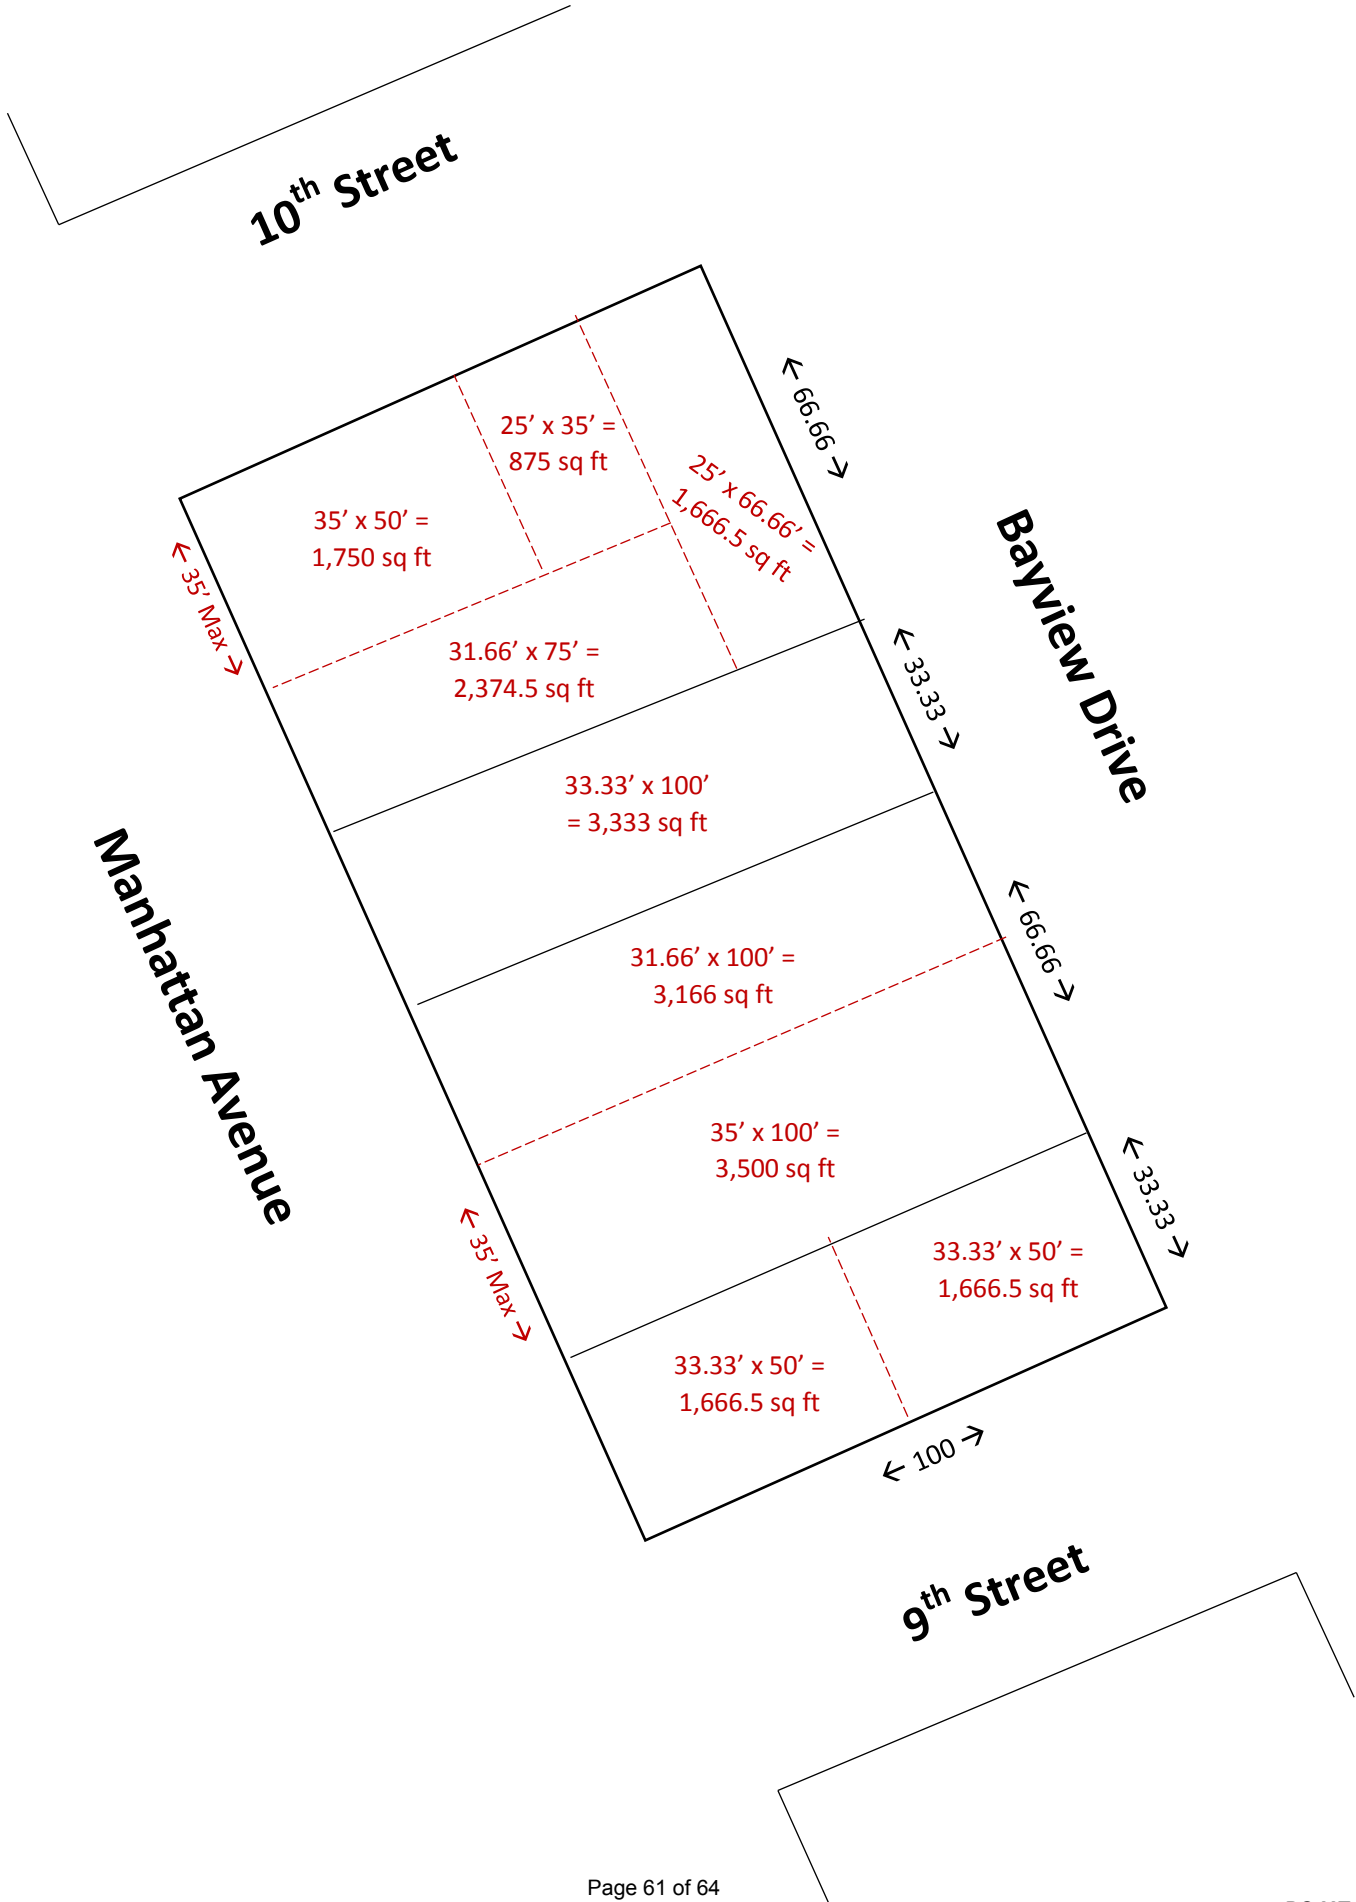 10th Street
25’ x 35’ =
875 sq ft
← 66.66 →
25’ x 66.66’ =
1,666.5 sq ft
35’ x 50’ =
1,750 sq ft
← 35’ Max →
Bayview Drive
31.66’ x 75’ =
2,374.5 sq ft
← 33.33 →
33.33’ x 100’
= 3,333 sq ft
Manhattan Avenue
31.66’ x 100’ =
3,166 sq ft
← 66.66 →
35’ x 100’ =
3,500 sq ft
← 33.33 →
← 35’ Max →
33.33’ x 50’ =
1,666.5 sq ft
33.33’ x 50’ =
1,666.5 sq ft
← 100 →
9th Street
Page 61 of 64